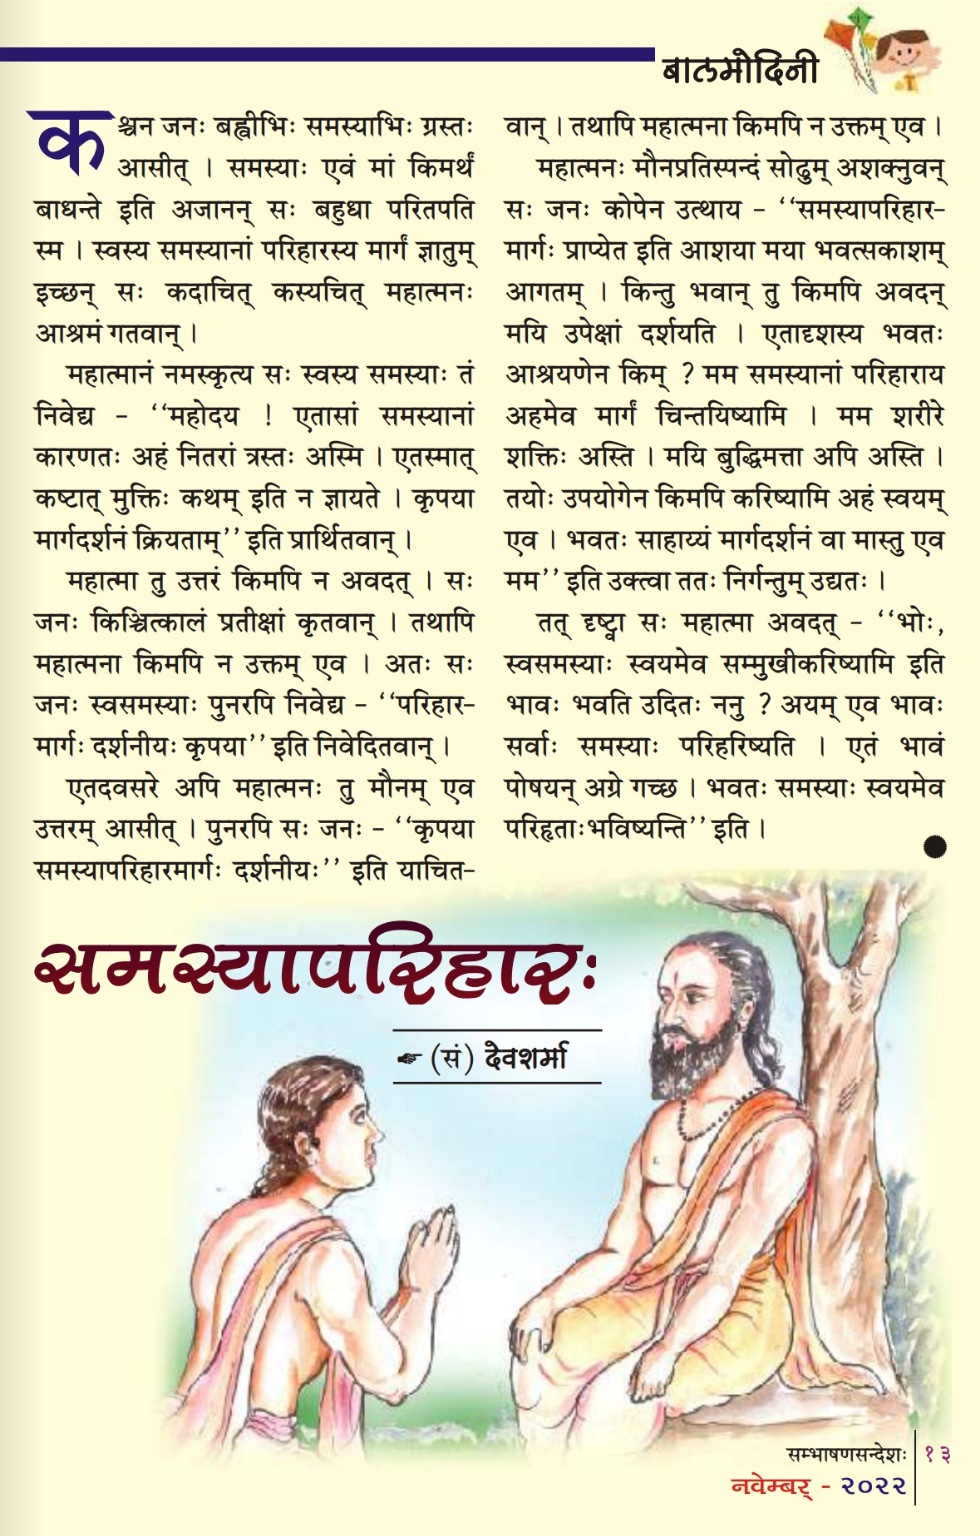 बालमोदिनी
कश्चन जनः बह्वीभिः समस्याभिः ग्रस्तः
आसीत् । समस्याः एवं मां किमर्थं
बाधन्ते इति अजानन् सः बहुधा परितपति
स्म । स्वस्य समस्यानां परिहारस्य मार्गं ज्ञातुम्
इच्छन् सः कदाचित् कस्यचित् महात्मनः
आश्रमं गतवान् ।
महात्मानं नमस्कृत्य सः स्वस्य समस्याः तं
निवेद्य – ‘‘महोदय ! एतासां समस्यानां
कारणतः अहं नितरां त्रस्तः अस्मि । एतस्मात्
कष्टात् मुक्तिः कथम् इति न ज्ञायते । कृपया
मार्गदर्शनं क्रियताम्’’ इति प्रार्थितवान् ।
महात्मा तु उत्तरं किमपि न अवदत् । सः
जनः किञ्चित्कालं प्रतीक्षां कृतवान् । तथापि
महात्मना किमपि न उक्तम् एव । अतः सः
जनः स्वसमस्याः पुनरपि निवेद्य – ‘‘परिहार-
मार्गः दर्शनीयः कृपया’’ इति निवेदितवान् ।
एतदवसरे अपि महात्मनः तु मौनम् एव
उत्तरम् आसीत् । पुनरपि सः जनः – ‘‘कृपया
समस्यापरिहारमार्गः दर्शनीयः’’ इति याचित-
वान् । तथापि महात्मना किमपि न उक्तम् एव ।
महात्मनः मौनप्रतिस्पन्दं सोढुम् अशक्नुवन्
सः जनः कोपेन उत्थाय – ‘‘समस्यापरिहार-
मार्गः प्राप्येत इति आशया मया भवत्सकाशम्
आगतम् । किन्तु भवान् तु किमपि अवदन्
मयि उपेक्षां दर्शयति । एतादृशस्य भवतः
आश्रयणेन किम् ? मम समस्यानां परिहाराय
अहमेव मार्गं चिन्तयिष्यामि । मम शरीरे
शक्तिः अस्ति । मयि बुद्धिमत्ता अपि अस्ति ।
तयोः उपयोगेन किमपि करिष्यामि अहं स्वयम्
एव । भवतः साहाय्यं मार्गदर्शनं वा मास्तु एव
मम’’ इति उक्त्वा ततः निर्गन्तुम् उद्यतः ।
तत् दृष्ट्वा सः महात्मा अवदत् – ‘‘भोः,
स्वसमस्याः स्वयमेव सम्मुखीकरिष्यामि इति
भावः भवति उदितः ननु ? अयम् एव भावः
सर्वाः समस्याः परिहरिष्यति । एतं भावं
पोषयन् अग्रे गच्छ । भवतः समस्याः स्वयमेव
परिहृताःभविष्यन्ति’’ इति ।
समस्यापरिहारः
☛ (सं) देवशर्मा
सम्भाषणसन्देशः १३
नवेम्बर् - २०२२